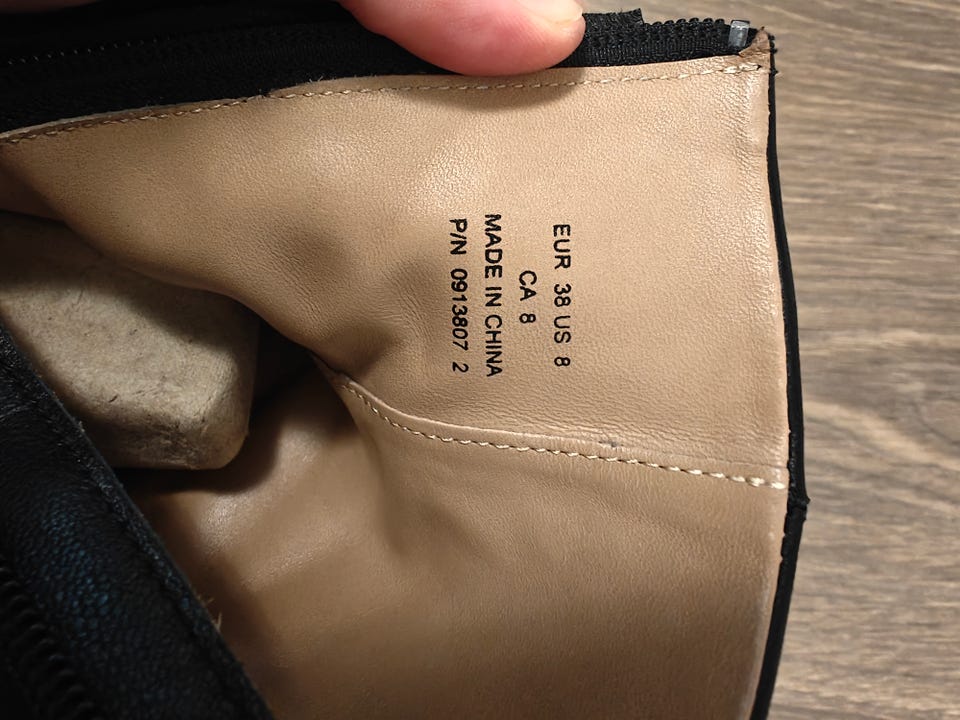 EUR 38 US 8
CA 8
MADE IN CHINA
P/N 0913807 2